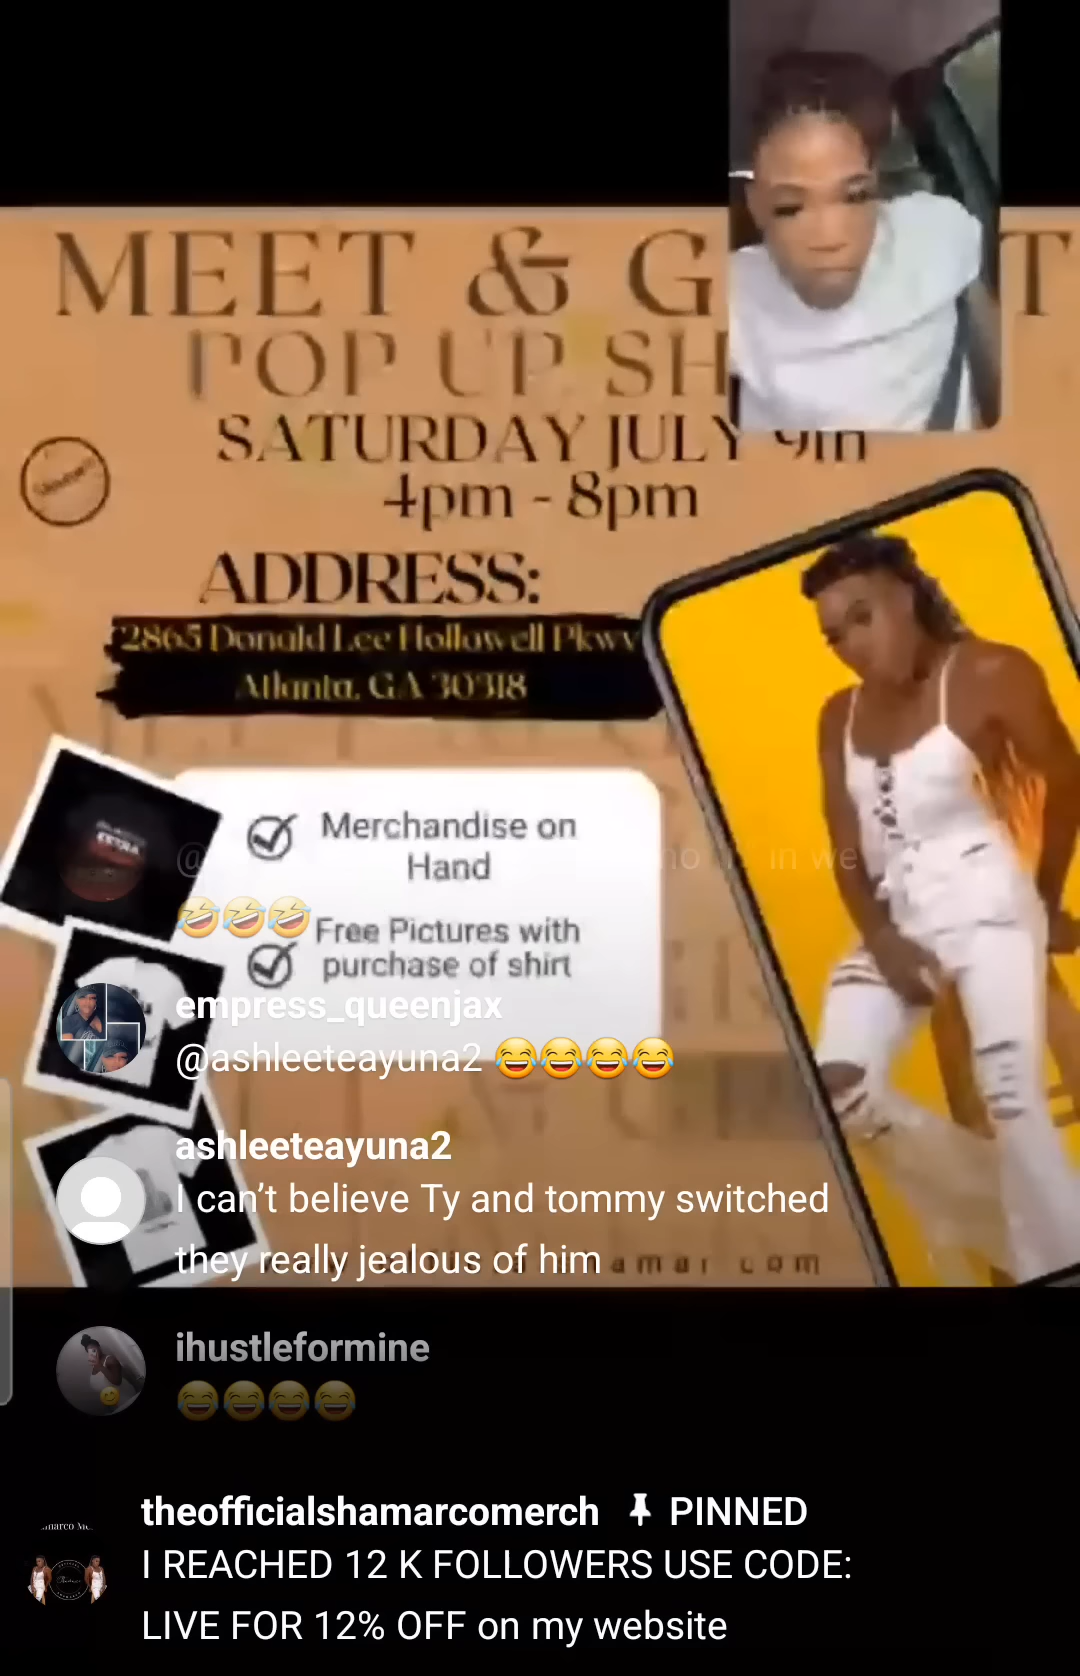 MEET & G T
POP UP SH
SATURDAY JULY 9th
4pm - 8pm
ADDRESS:
2865 Donald Lee Hollowell Pkwy
Atlanta, GA 30318
Merchandise on
Hand
Free Pictures with
purchase of shirt
🤣🤣🤣
empress_queenjax
@ashleeteayuna2 😂😂😂😂
ashleeteayuna2
I can’t believe Ty and tommy switched
they really jealous of him
ihustleformine
😂😂😂😂
theofficialshamarcomerch 📌 PINNED
I REACHED 12 K FOLLOWERS USE CODE:
LIVE FOR 12% OFF on my website